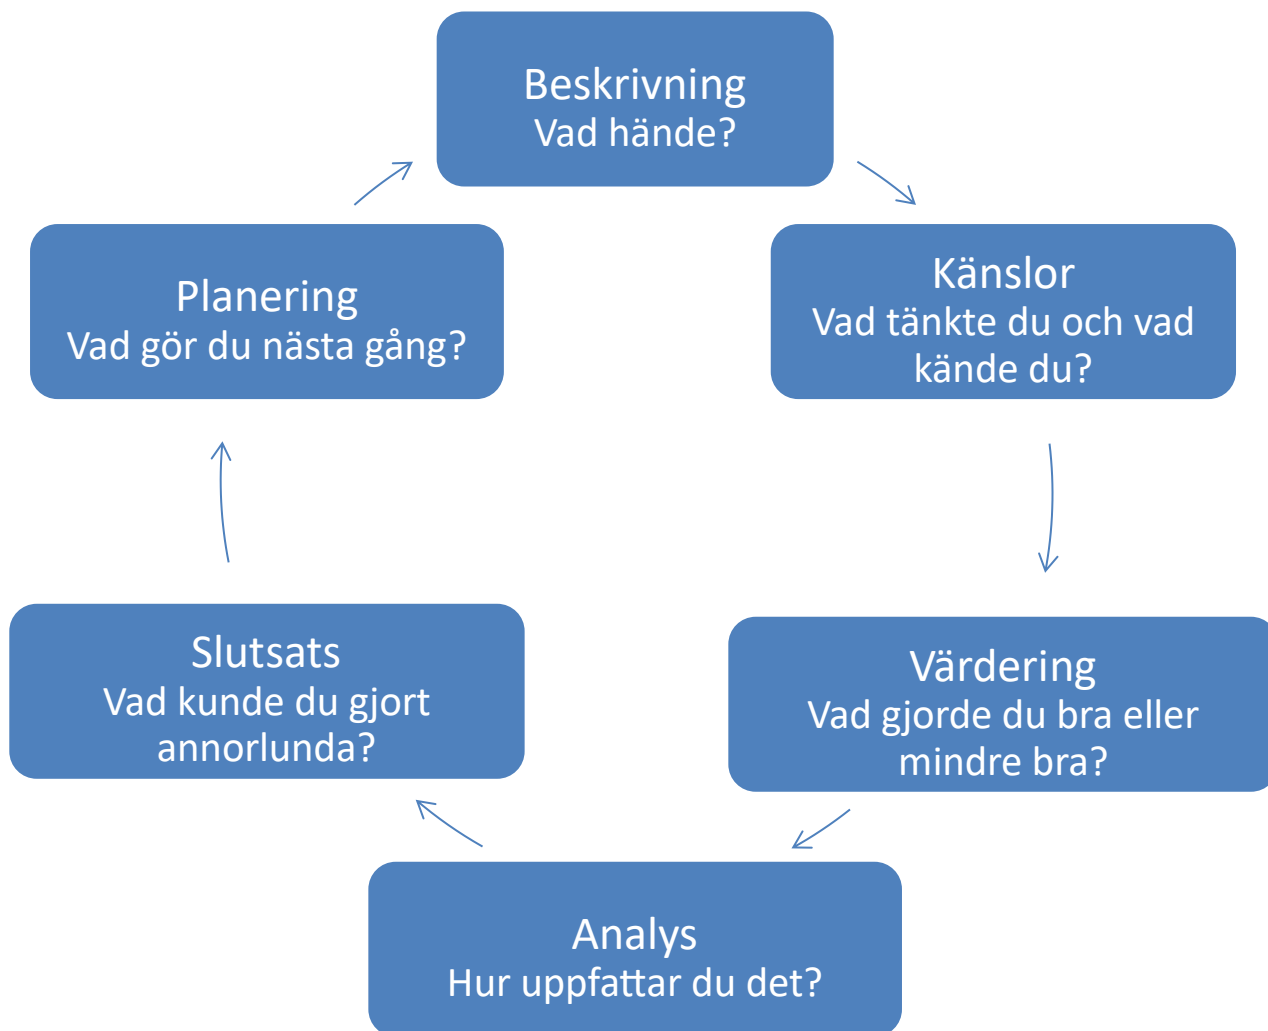 Beskrivning
Vad hände?
Känslor
Vad tänkte du och vad
kände du?
Värdering
Vad gjorde du bra eller
mindre bra?
Analys
Hur uppfattar du det?
Slutsats
Vad kunde du gjort
annorlunda?
Planering
Vad gör du nästa gång?